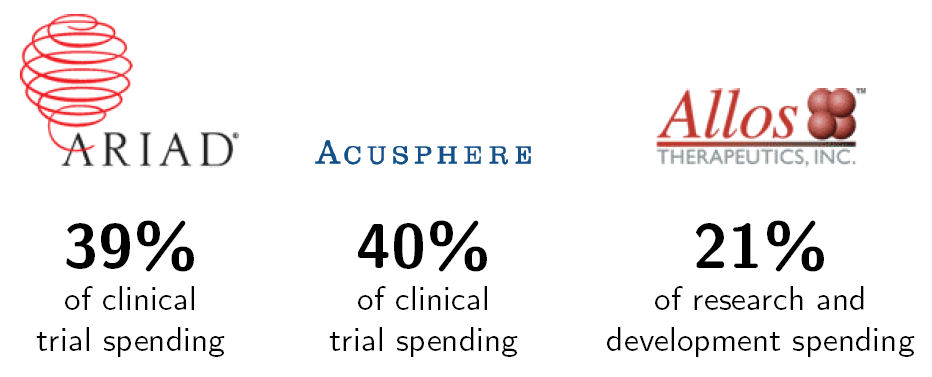 ARIAD®
ACUSPHERE
Allos™
THERAPEUTICS, INC.
39%
of clinical
trial spending
40%
of clinical
trial spending
21%
of research and
development spending